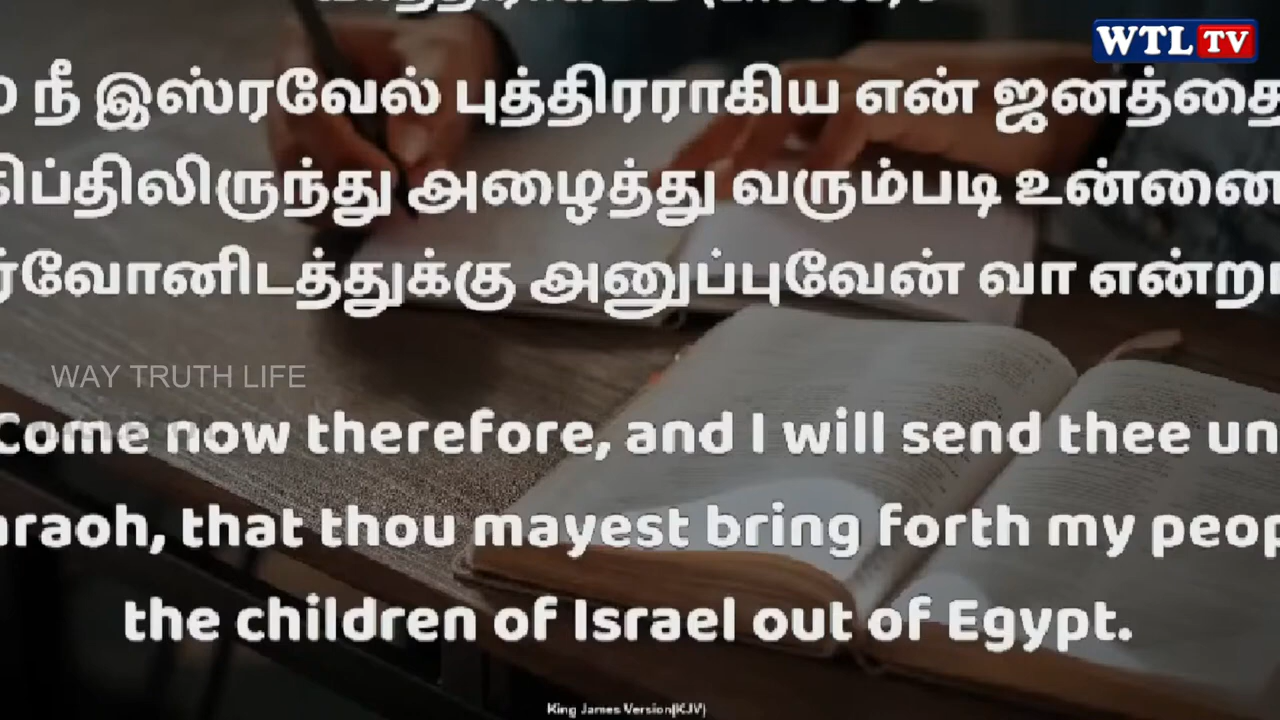 WTL TV
நீ இஸ்ரவேல் புத்திரராகிய என் ஜனத்தை
கிப்திலிருந்து அழைத்து வரும்படி உன்னை
ர்வோனிடத்துக்கு அனுப்புவேன் வா என்றா
WAY TRUTH LIFE
Come now therefore, and I will send thee un
araoh, that thou mayest bring forth my peop
the children of Israel out of Egypt.
King James Version(KJV)